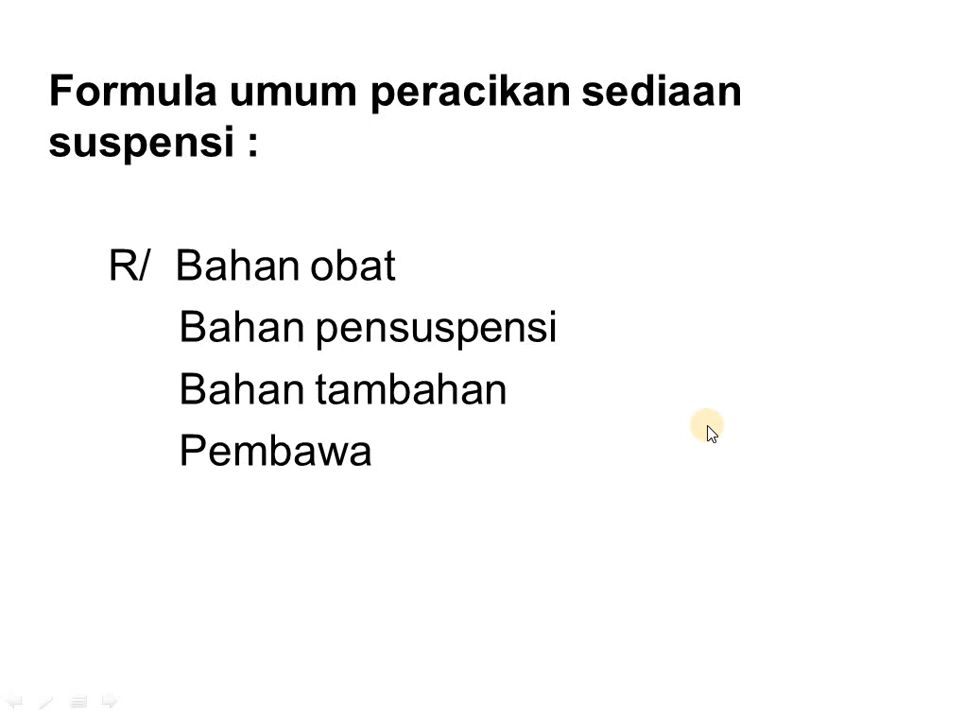 Formula umum peracikan sediaan
suspensi :
R/ Bahan obat
Bahan pensuspensi
Bahan tambahan
Pembawa